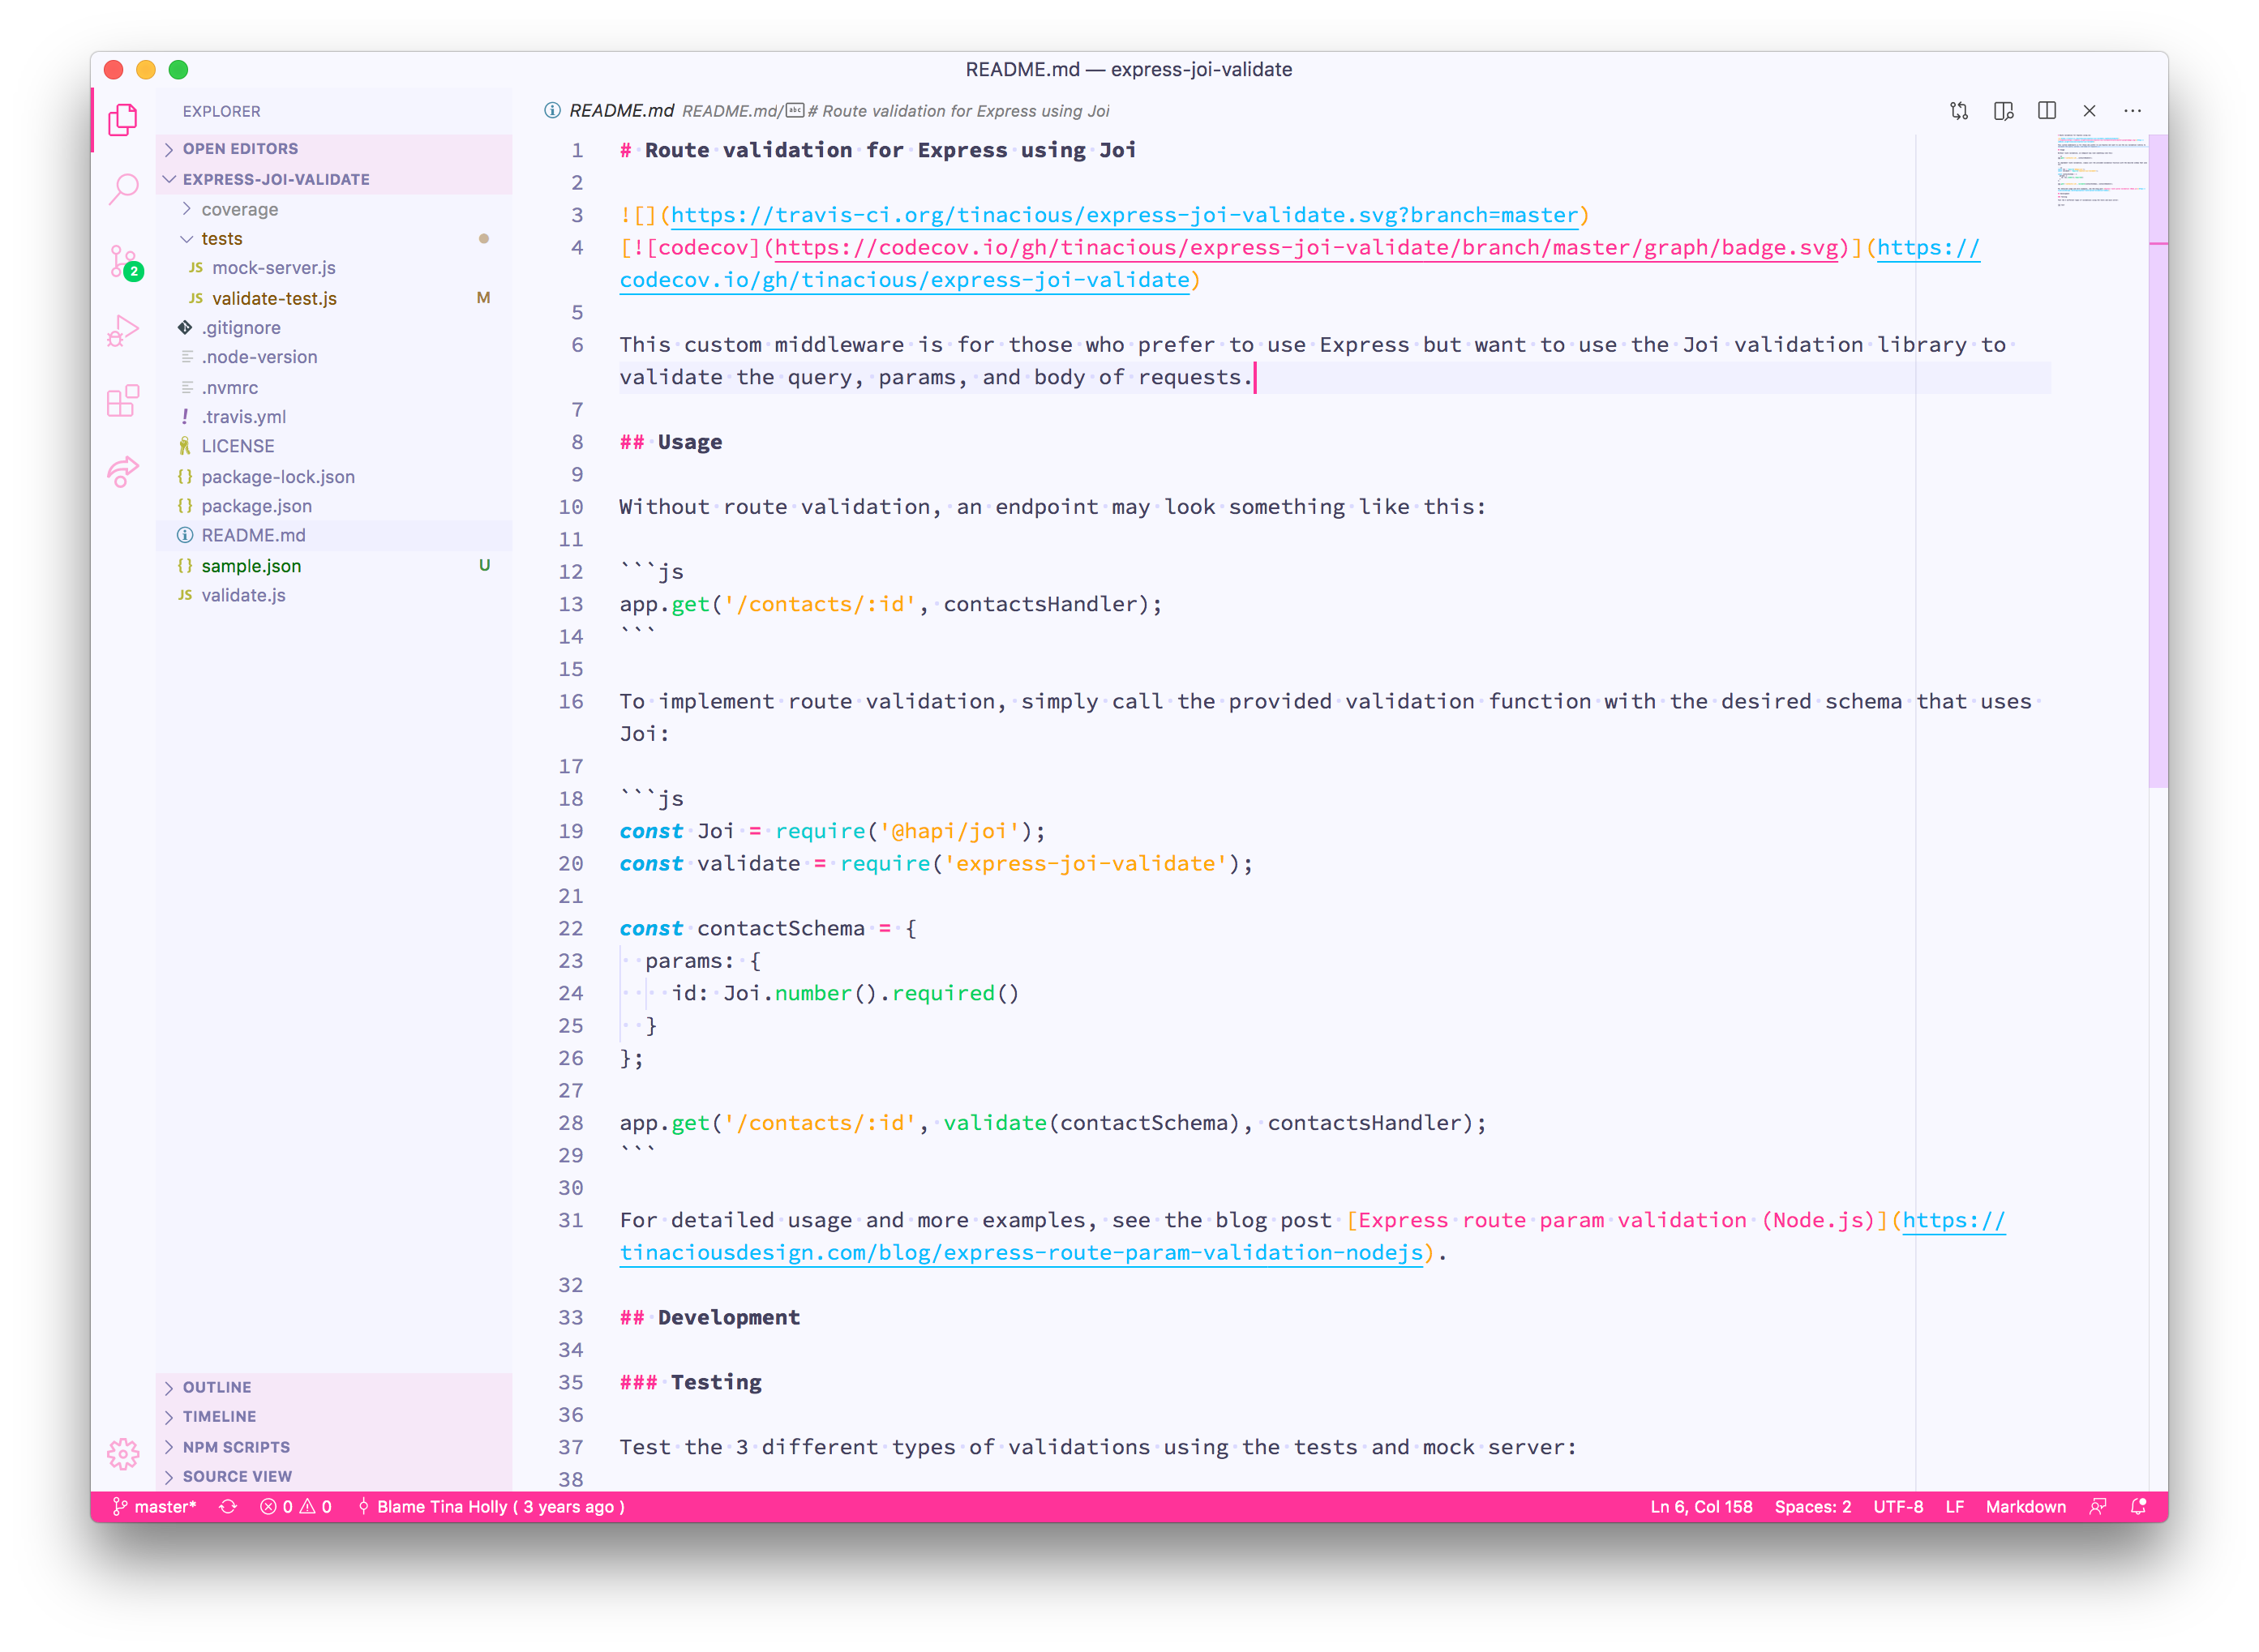 README.md — express-joi-validate
EXPLORER
OPEN EDITORS
EXPRESS-JOI-VALIDATE
coverage
tests
JS mock-server.js
JS validate-test.js M
.gitignore
.node-version
.nvmrc
! .travis.yml
LICENSE
{} package-lock.json
{} package.json
README.md
{} sample.json U
JS validate.js
2
OUTLINE
TIMELINE
NPM SCRIPTS
SOURCE VIEW
README.md README.md/abc # Route validation for Express using Joi
1 # Route validation for Express using Joi
2
3 ![](https://travis-ci.org/tinacious/express-joi-validate.svg?branch=master)
4 [![codecov](https://codecov.io/gh/tinacious/express-joi-validate/branch/master/graph/badge.svg)](https://
codecov.io/gh/tinacious/express-joi-validate)
5
6 This custom middleware is for those who prefer to use Express but want to use the Joi validation library to
validate the query, params, and body of requests.
7
8 ## Usage
9
10 Without route validation, an endpoint may look something like this:
11
12 ```js
13 app.get('/contacts/:id', contactsHandler);
14 ```
15
16 To implement route validation, simply call the provided validation function with the desired schema that uses
Joi:
17
18 ```js
19 const Joi = require('@hapi/joi');
20 const validate = require('express-joi-validate');
21
22 const contactSchema = {
23   params: {
24     id: Joi.number().required()
25   }
26 };
27
28 app.get('/contacts/:id', validate(contactSchema), contactsHandler);
29 ```
30
31 For detailed usage and more examples, see the blog post [Express route param validation (Node.js)](https://
tinaciousdesign.com/blog/express-route-param-validation-nodejs).
32
33 ## Development
34
35 ### Testing
36
37 Test the 3 different types of validations using the tests and mock server:
38
master* 0 0 Blame Tina Holly ( 3 years ago ) Ln 6, Col 158 Spaces: 2 UTF-8 LF Markdown